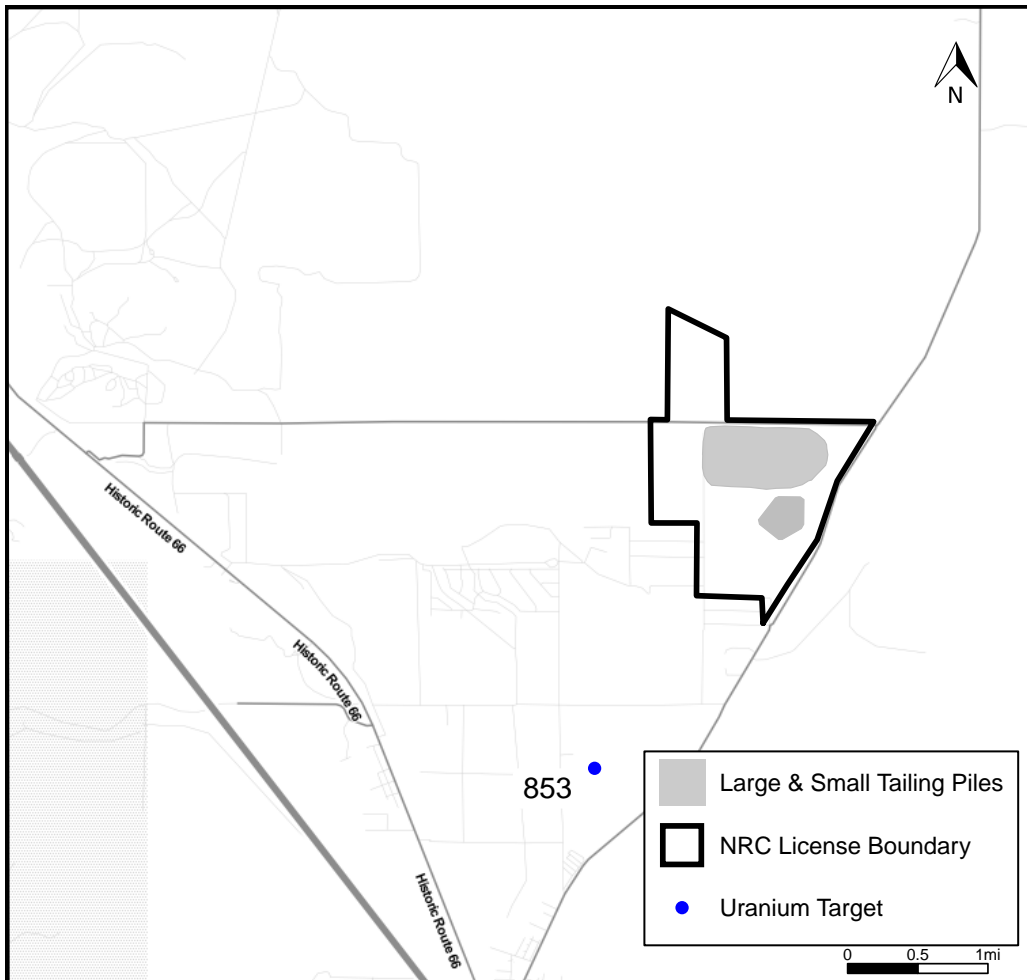 N
Historic Route 66
Historic Route 66
853
Large & Small Tailing Piles
NRC License Boundary
Uranium Target
Historic Route 66
0 0.5 1mi